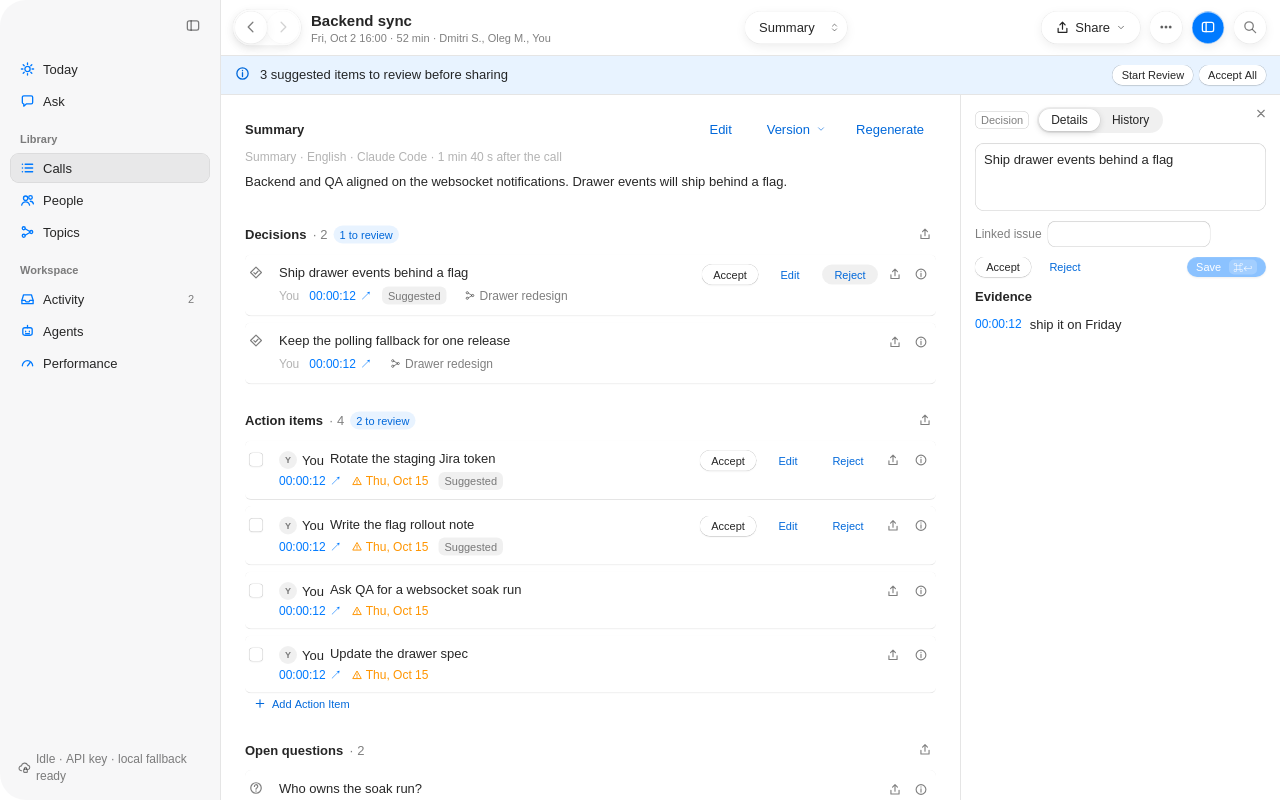 Backend sync
Fri, Oct 2 16:00 · 52 min · Dmitri S., Oleg M., You
Summary
Share
Today
Ask
Library
Calls
People
Topics
Workspace
Activity 2
Agents
Performance
Idle · API key · local fallback
ready
3 suggested items to review before sharing
Start Review
Accept All
Summary
Edit
Version
Regenerate
Summary · English · Claude Code · 1 min 40 s after the call
Backend and QA aligned on the websocket notifications. Drawer events will ship behind a flag.
Decisions · 2 1 to review
Ship drawer events behind a flag
Accept Edit Reject
You 00:00:12 ↗ Suggested Drawer redesign
Keep the polling fallback for one release
You 00:00:12 ↗ Drawer redesign
Action items · 4 2 to review
Y You Rotate the staging Jira token
Accept Edit Reject
00:00:12 ↗ Thu, Oct 15 Suggested
Y You Write the flag rollout note
Accept Edit Reject
00:00:12 ↗ Thu, Oct 15 Suggested
Y You Ask QA for a websocket soak run
00:00:12 ↗ Thu, Oct 15
Y You Update the drawer spec
00:00:12 ↗ Thu, Oct 15
Add Action Item
Open questions · 2
Who owns the soak run?
Decision
Details
History
Ship drawer events behind a flag
Linked issue
Accept Reject Save ⌘↩
Evidence
00:00:12 ship it on Friday